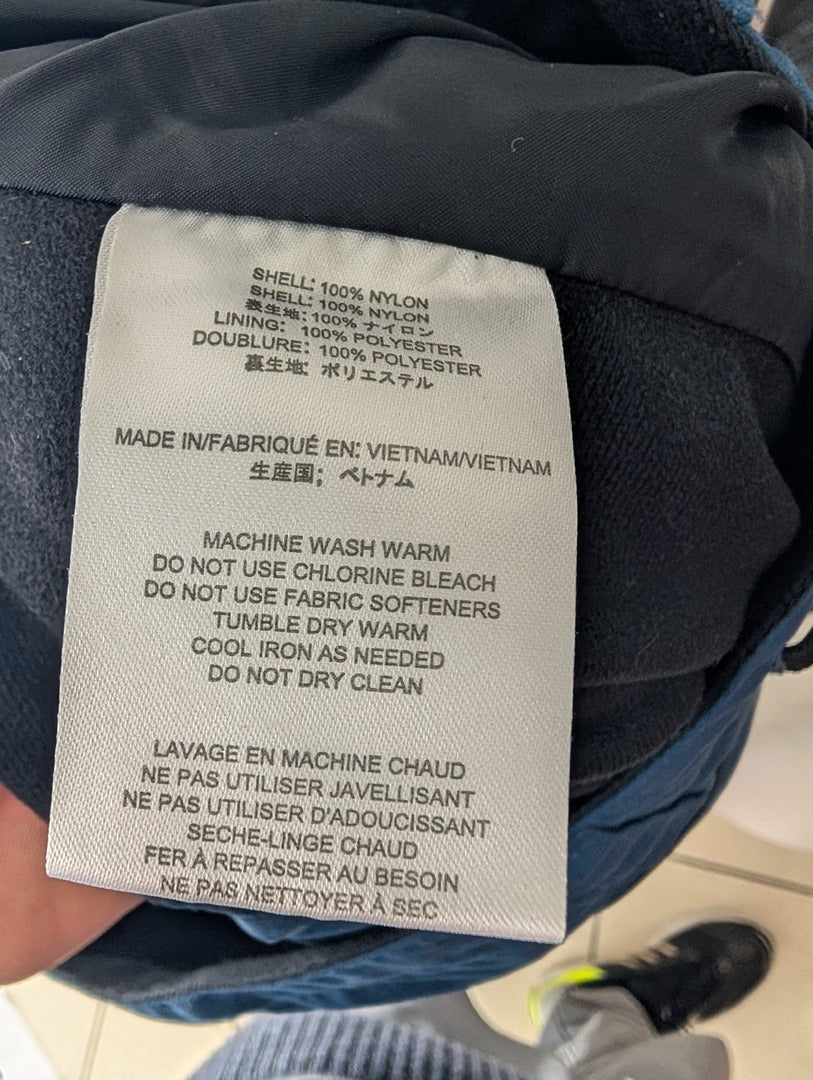 SHELL: 100% NYLON
SHELL: 100% NYLON
表生地: 100% ナイロン
LINING: 100% POLYESTER
DOUBLURE: 100% POLYESTER
裏生地: ポリエステル
MADE IN/FABRIQUÉ EN: VIETNAM/VIETNAM
生産国; ベトナム
MACHINE WASH WARM
DO NOT USE CHLORINE BLEACH
DO NOT USE FABRIC SOFTENERS
TUMBLE DRY WARM
COOL IRON AS NEEDED
DO NOT DRY CLEAN
LAVAGE EN MACHINE CHAUD
NE PAS UTILISER JAVELLISANT
NE PAS UTILISER D'ADOUCISSANT
SECHE-LINGE CHAUD
FER À REPASSER AU BESOIN
NE PAS NETTOYER À SEC